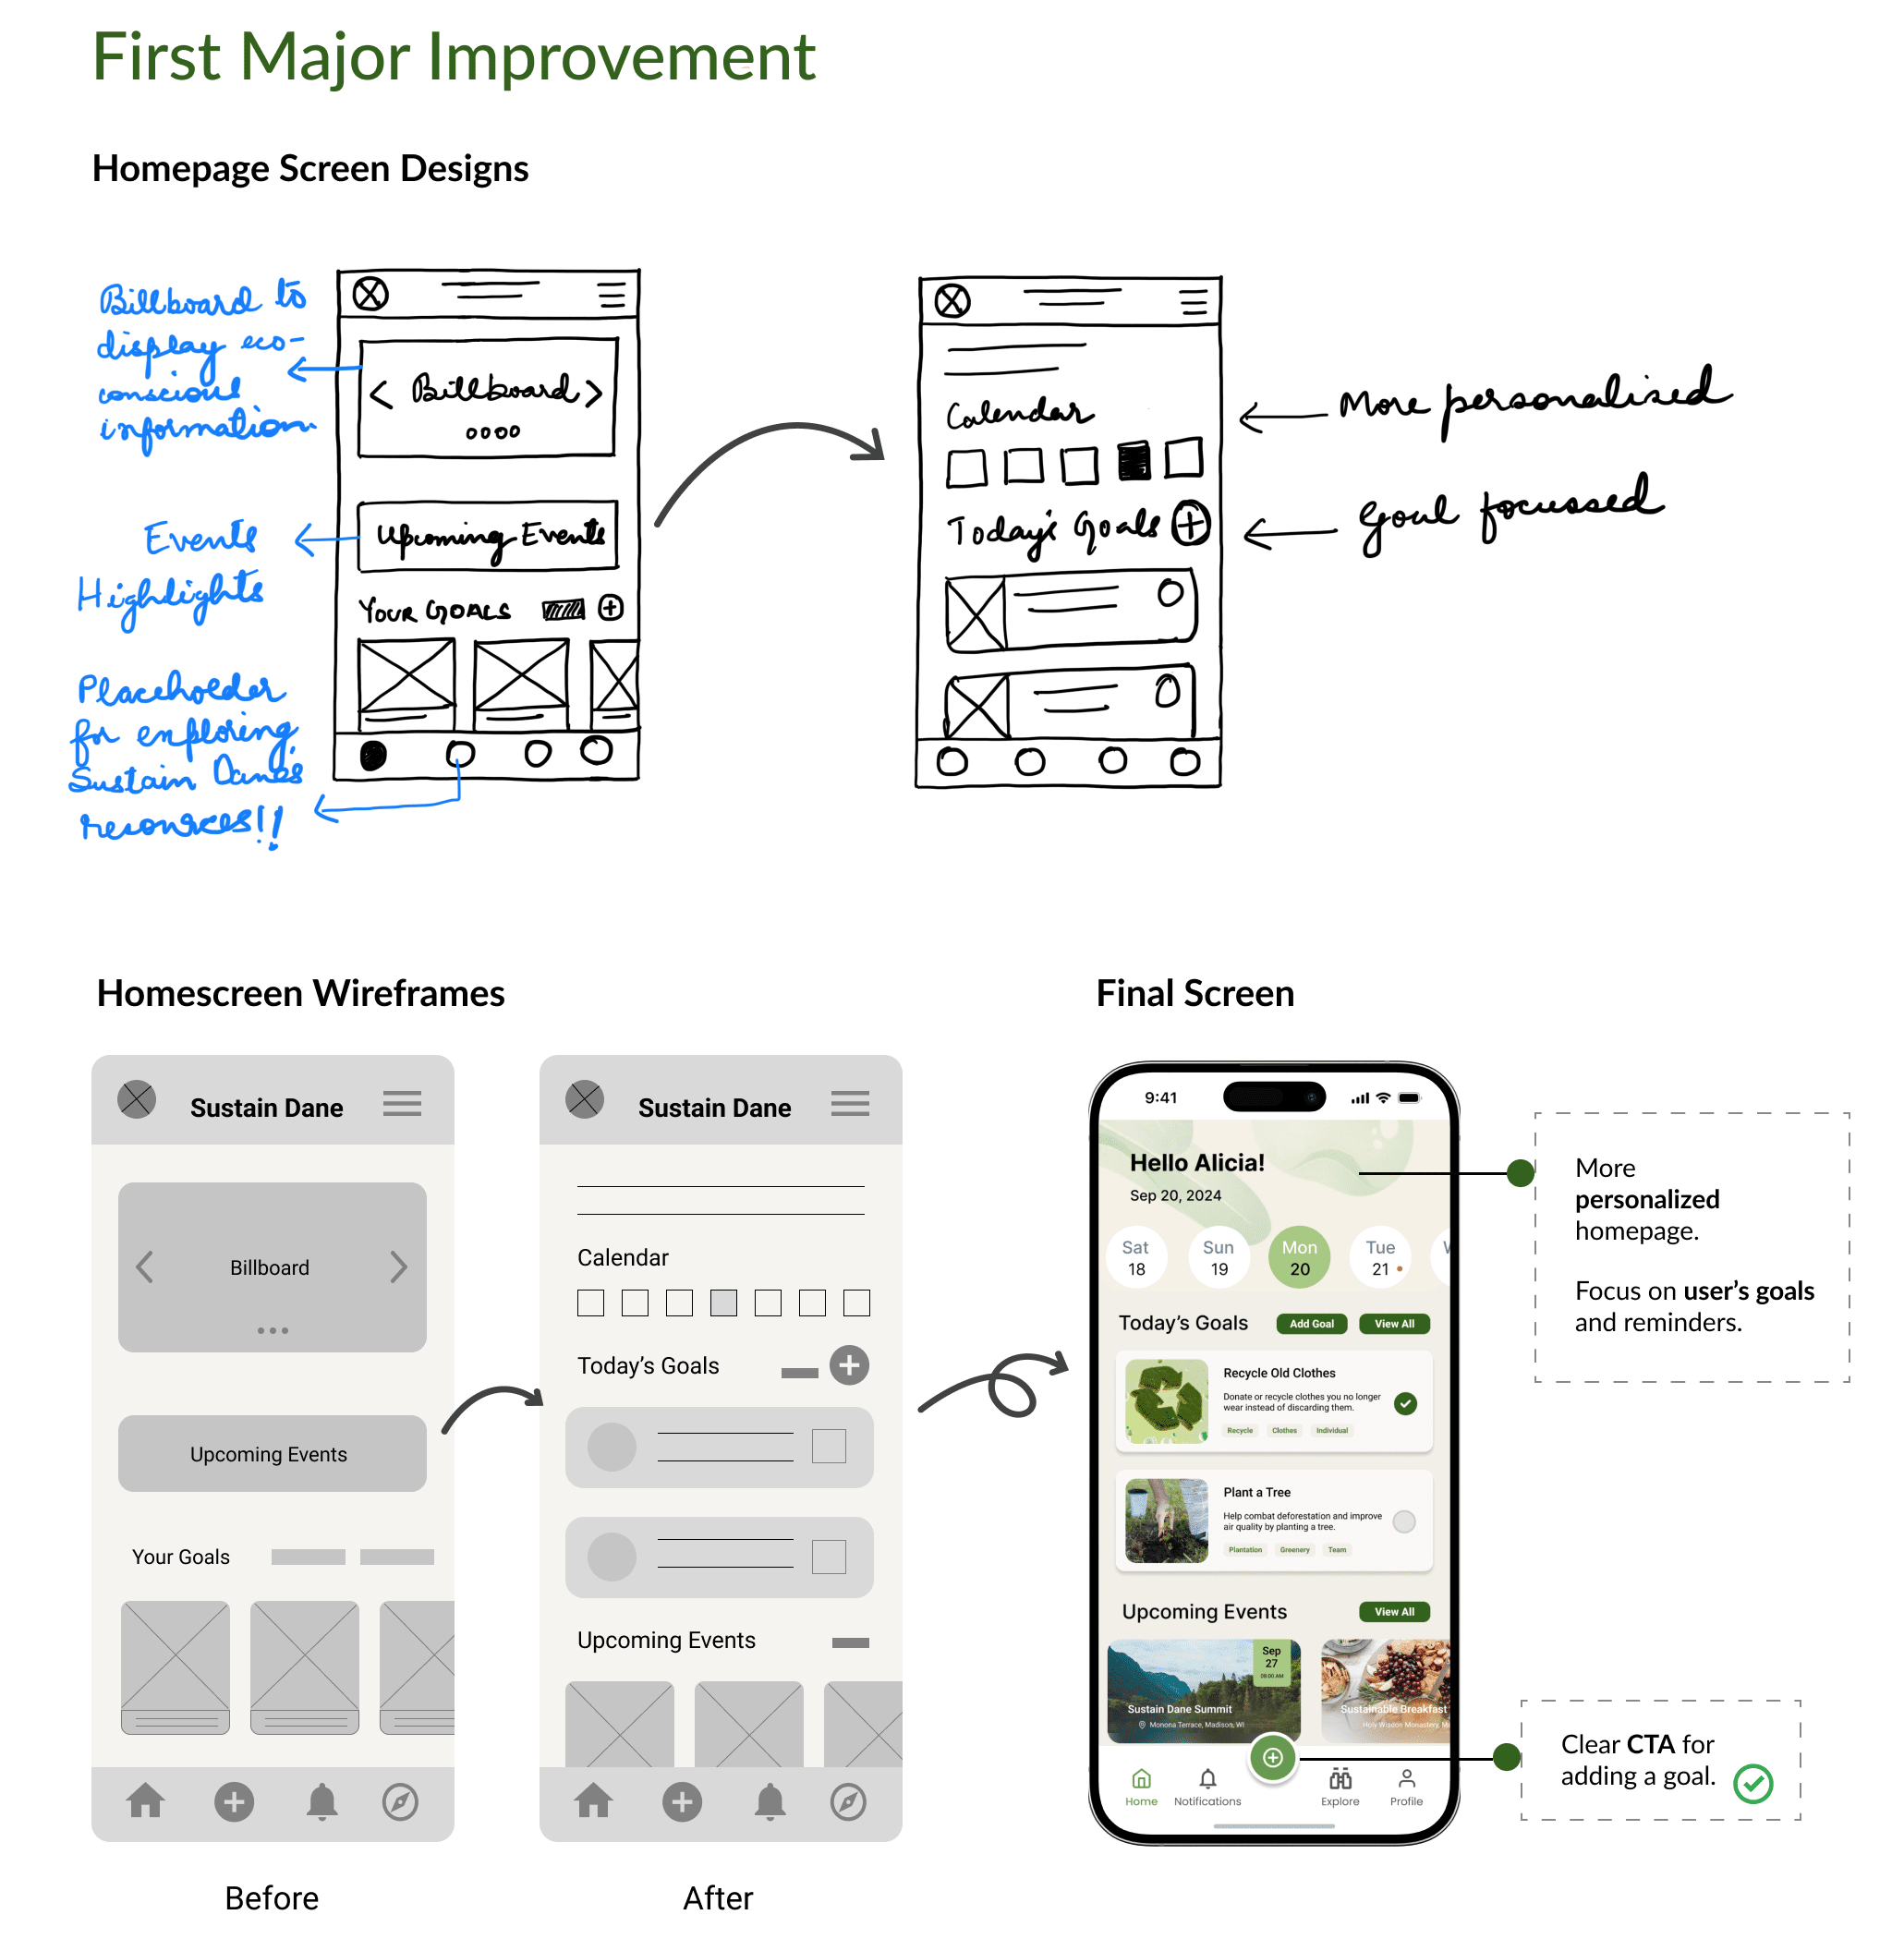 First Major Improvement
Homepage Screen Designs
Billboard to
display eco-
conscious
information
Events
Highlights
Placeholder
for exploring
Sustain Dane's
resources!!
< Billboard >
Upcoming Events
YOUR GOALS
Calendar
Today's Goals
More personalised
Goal focussed
Homescreen Wireframes
Sustain Dane
Billboard
Upcoming Events
Your Goals
Before
Sustain Dane
Calendar
Today's Goals
Upcoming Events
After
Final Screen
9:41
Hello Alicia!
Sep 20, 2024
Sat Sun Mon Tue
18 19 20 21
Today's Goals Add Goal View All
Recycle Old Clothes
Donate or recycle clothes you no longer
wear instead of discarding them.
Recycle Clothes Individual
Plant a Tree
Help combat deforestation and improve
air quality by planting a tree.
Plantation Greenery Team
Upcoming Events View All
Sep
27
Sustain Dane Summit
Monona Terrace, Madison, WI
Sustainable Breakfast
Monastery,
Home Notifications Explore Profile
More
personalized
homepage.
Focus on user's goals
and reminders.
Clear CTA for
adding a goal.